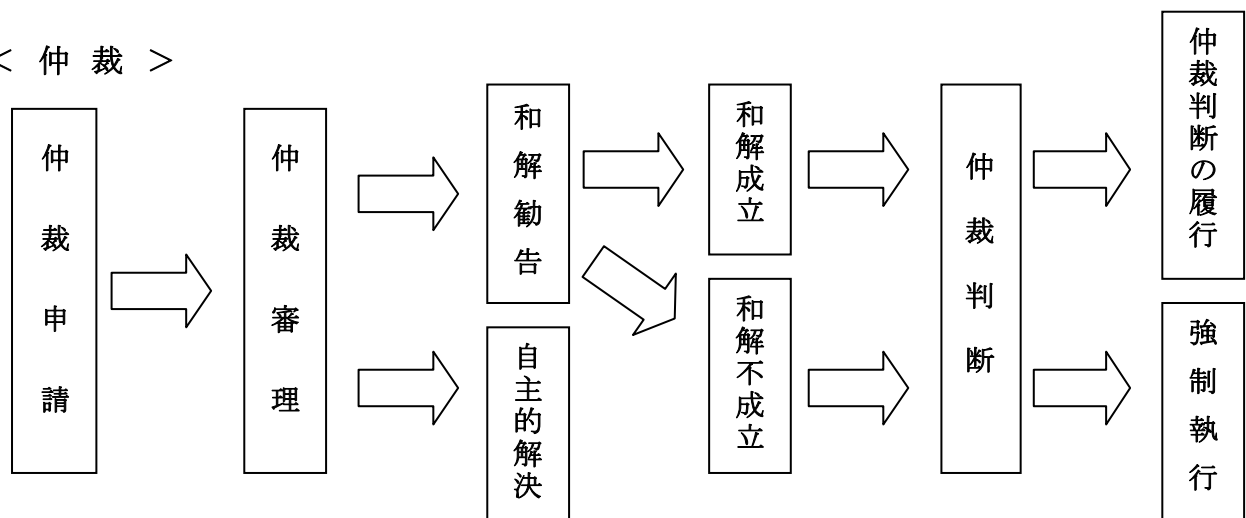 < 仲 裁 >
仲裁申請
仲裁審理
和解勧告
自主的解決
和解成立
和解不成立
仲裁判断
仲裁判断の履行
強制執行